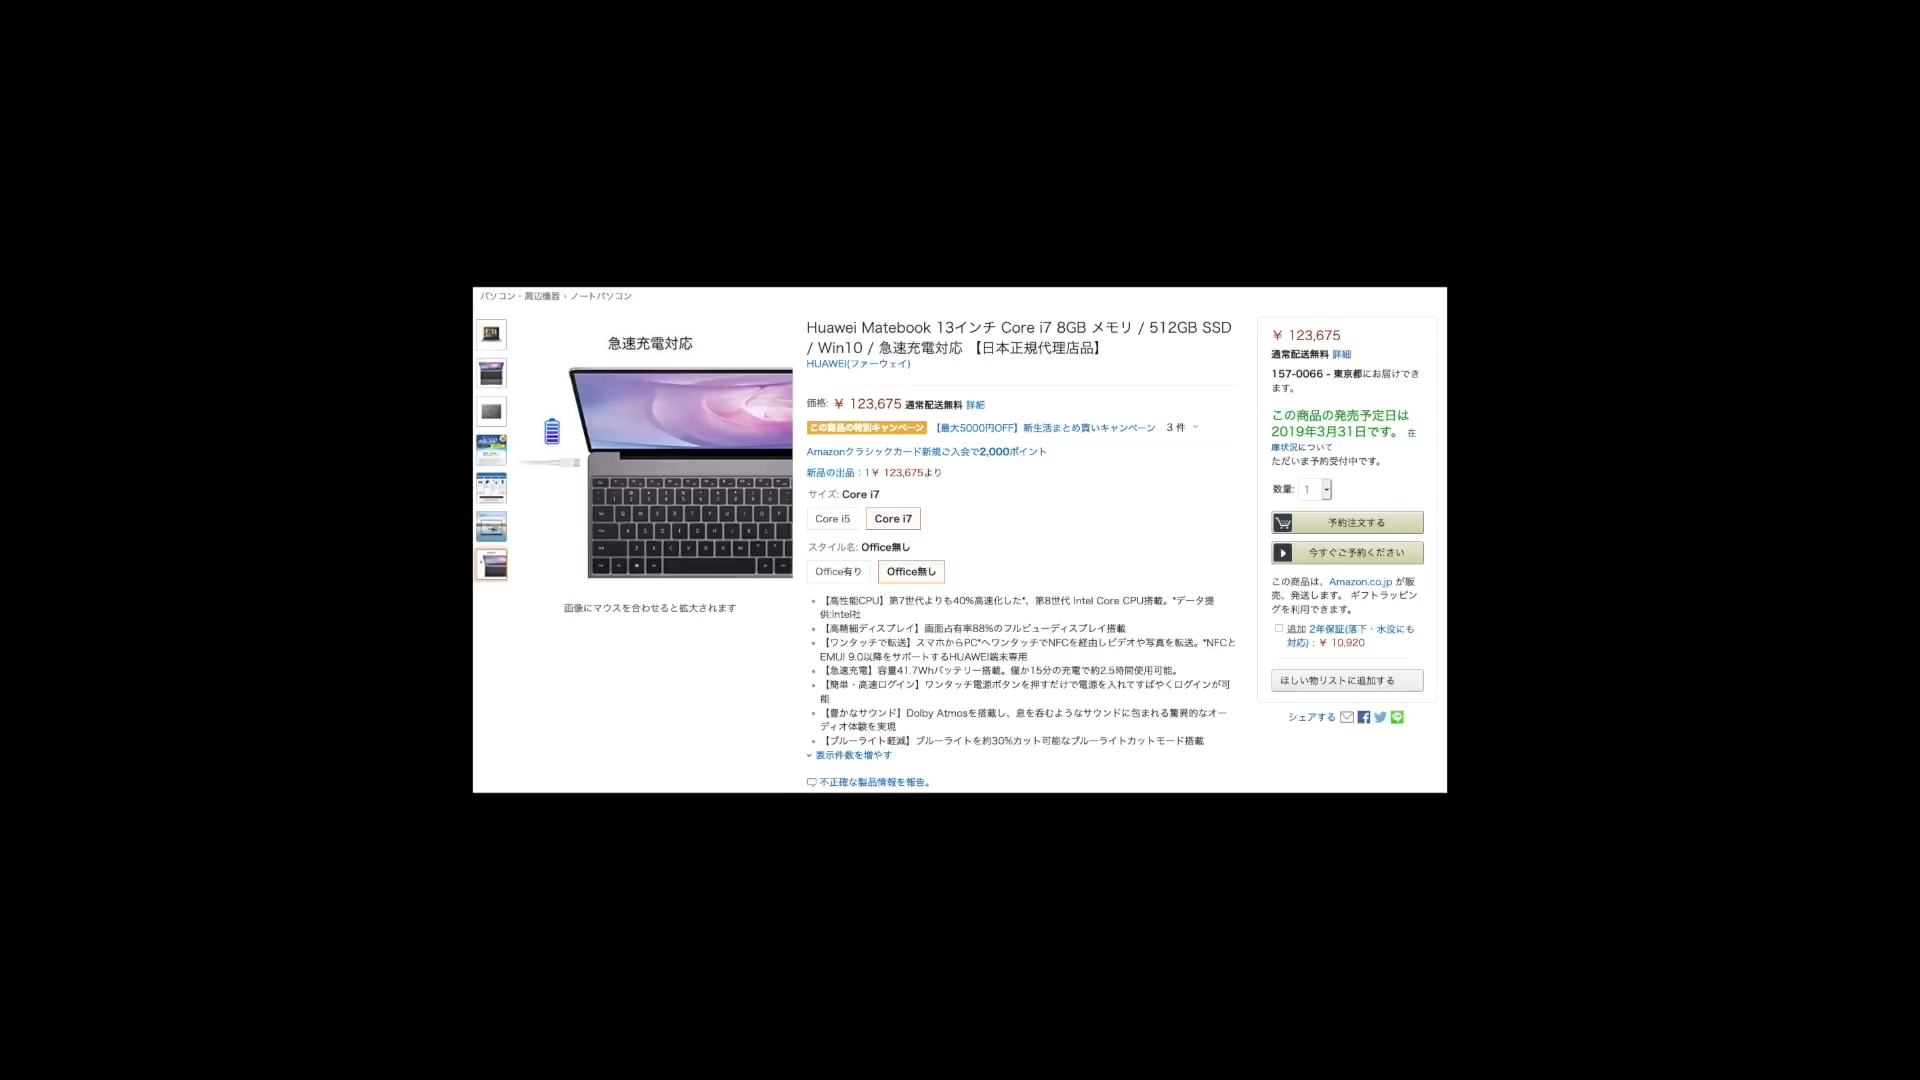 パソコン・周辺機器 › ノートパソコン
急速充電対応
画像にマウスを合わせると拡大されます
Huawei Matebook 13インチ Core i7 8GB メモリ / 512GB SSD
/ Win10 / 急速充電対応 【日本正規代理店品】
HUAWEI(ファーウェイ)
価格: ￥ 123,675 通常配送無料 詳細
この商品の特別キャンペーン 【最大5000円OFF】新生活まとめ買いキャンペーン 3 件
Amazonクラシックカード新規ご入会で2,000ポイント
新品の出品：1￥ 123,675より
サイズ: Core i7
Core i5 Core i7
スタイル名: Office無し
Office有り Office無し
【高性能CPU】第7世代よりも40%高速化した*、第8世代 Intel Core CPU搭載。*データ提
供:Intel社
【高精細ディスプレイ】画面占有率88%のフルビューディスプレイ搭載
【ワンタッチで転送】スマホからPC*へワンタッチでNFCを経由しビデオや写真を転送。*NFCと
EMUI 9.0以降をサポートするHUAWEI端末専用
【急速充電】容量41.7Whバッテリー搭載。僅か15分の充電で約2.5時間使用可能。
【簡単・高速ログイン】ワンタッチ電源ボタンを押すだけで電源を入れてすばやくログインが可
能
【豊かなサウンド】Dolby Atmosを搭載し、息を呑むようなサウンドに包まれる驚異的なオー
ディオ体験を実現
【ブルーライト軽減】ブルーライトを約30%カット可能なブルーライトカットモード搭載
表示件数を増やす
不正確な製品情報を報告。
￥ 123,675
通常配送無料 詳細
157-0066 - 東京都にお届けでき
ます。
この商品の発売予定日は
2019年3月31日です。 在
庫状況について
ただいま予約受付中です。
数量: 1
予約注文する
今すぐご予約ください
この商品は、Amazon.co.jp が販
売、発送します。 ギフトラッピン
グを利用できます。
追加 2年保証(落下・水没にも
対応)：￥ 10,920
ほしい物リストに追加する
シェアする